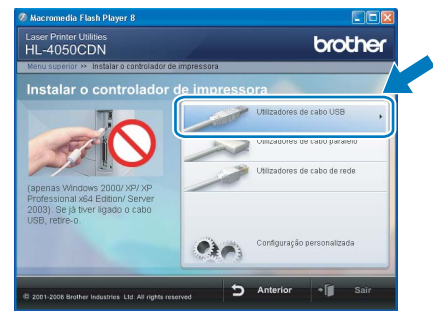 Macromedia Flash Player 8
Laser Printer Utilities
HL-4050CDN
brother
Menu superior >> Instalar o controlador de impressora
Instalar o controlador de impressora
Utilizadores de cabo USB
Utilizadores de cabo paralelo
Utilizadores de cabo de rede
(apenas Windows 2000/ XP/ XP
Professional x64 Edition/ Server
2003). Se já tiver ligado o cabo
USB, retire-o.
Configuração personalizada
© 2001-2006 Brother Industries Ltd. All rights reserved
Anterior
Sair